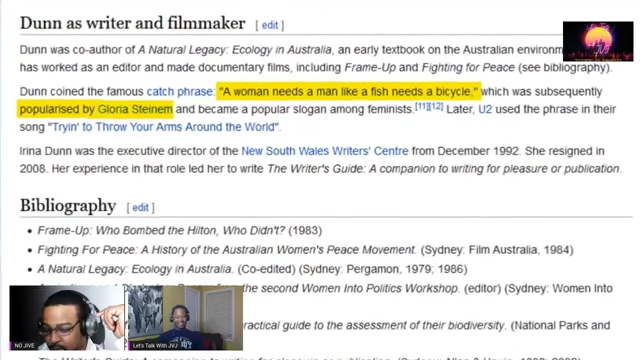 Dunn as writer and filmmaker [ edit ]
Dunn was co-author of A Natural Legacy: Ecology in Australia, an early textbook on the Australian environm
has worked as an editor and made documentary films, including Frame-Up and Fighting for Peace (see bibliography).
Dunn coined the famous catch phrase: "A woman needs a man like a fish needs a bicycle," which was subsequently
popularised by Gloria Steinem and became a popular slogan among feminists.[11][12] Later, U2 used the phrase in their
song "Tryin' to Throw Your Arms Around the World".
Irina Dunn was the executive director of the New South Wales Writers' Centre from December 1992. She resigned in
2008. Her experience in that role led her to write The Writer's Guide: A companion to writing for pleasure or publication.
Bibliography [ edit ]
• Frame-Up: Who Bombed the Hilton, Who Didn't? (1983)
• Fighting For Peace: A History of the Australian Women's Peace Movement. (Sydney: Film Australia, 1984)
• A Natural Legacy: Ecology in Australia. (Co-edited) (Sydney: Pergamon, 1979; 1986)
the second Women Into Politics Workshop. (editor) (Sydney: Women Into
practical guide to the assessment of their biodiversity. (National Parks and
NO JIVE
Let's Talk With JVJ